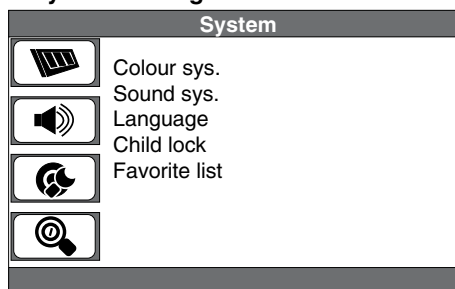 System
Colour sys.
Sound sys.
Language
Child lock
Favorite list